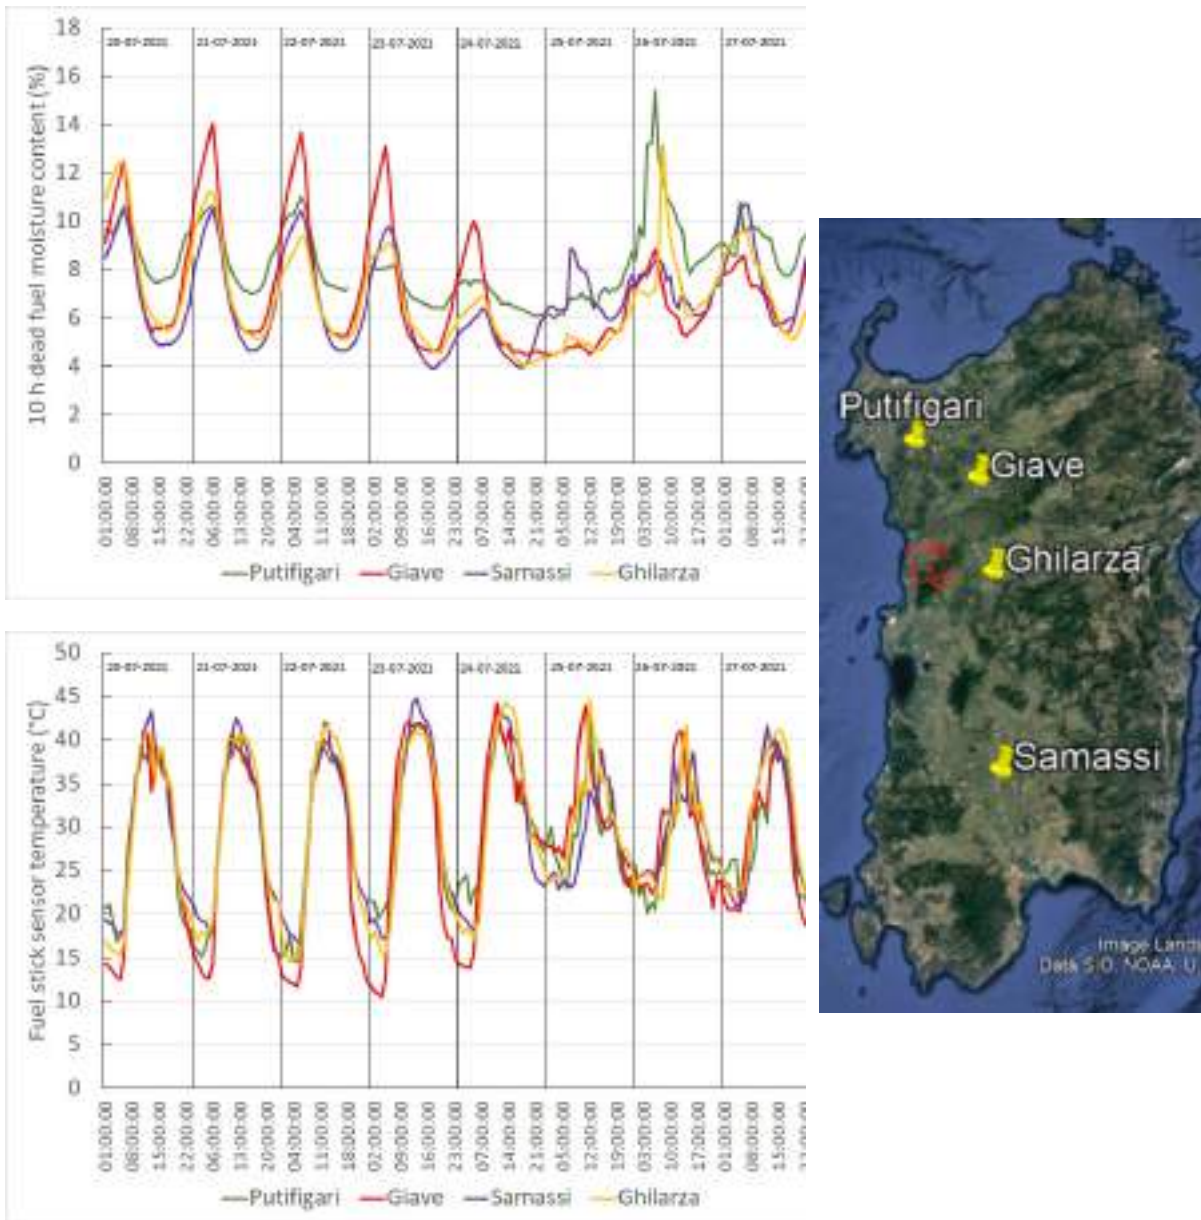 18
16
14
12
10
8
6
4
2
0
10 h dead fuel moisture content (%)
20-07-2021 21-07-2021 22-07-2021 23-07-2021 24-07-2021 25-07-2021 26-07-2021 27-07-2021
01:00:00 08:00:00 15:00:00 22:00:00 06:00:00 13:00:00 20:00:00 04:00:00 11:00:00 18:00:00 02:00:00 09:00:00 16:00:00 23:00:00 07:00:00 14:00:00 21:00:00 05:00:00 12:00:00 19:00:00 03:00:00 10:00:00 17:00:00 01:00:00 08:00:00 15:00:00
Putifigari Giave Samassi Ghilarza
50
45
40
35
30
25
20
15
10
5
0
Fuel stick sensor temperature (°C)
20-07-2021 21-07-2021 22-07-2021 23-07-2021 24-07-2021 25-07-2021 26-07-2021 27-07-2021
01:00:00 08:00:00 15:00:00 22:00:00 06:00:00 13:00:00 20:00:00 04:00:00 11:00:00 18:00:00 02:00:00 09:00:00 16:00:00 23:00:00 07:00:00 14:00:00 21:00:00 05:00:00 12:00:00 19:00:00 03:00:00 10:00:00 17:00:00 01:00:00 08:00:00 15:00:00
Putifigari Giave Samassi Ghilarza
Putifigari
Giave
Ghilarza
Samassi
Image Lands
Data SIO, NOAA, U